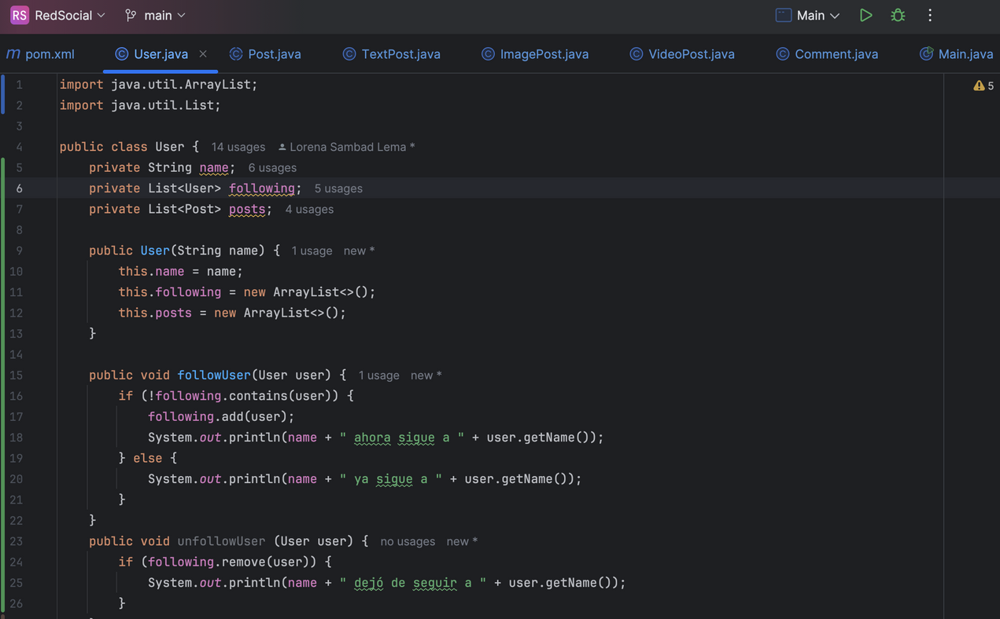 RS RedSocial main Main
pom.xml User.java Post.java TextPost.java ImagePost.java VideoPost.java Comment.java Main.java
1 import java.util.ArrayList; 5
2 import java.util.List;
3
4 public class User { 14 usages Lorena Sambad Lema *
5 private String name; 6 usages
6 private List<User> following; 5 usages
7 private List<Post> posts; 4 usages
8
9 public User(String name) { 1 usage new *
10 this.name = name;
11 this.following = new ArrayList<>();
12 this.posts = new ArrayList<>();
13 }
14
15 public void followUser(User user) { 1 usage new *
16 if (!following.contains(user)) {
17 following.add(user);
18 System.out.println(name + " ahora sigue a " + user.getName());
19 } else {
20 System.out.println(name + " ya sigue a " + user.getName());
21 }
22 }
23 public void unfollowUser (User user) { no usages new *
24 if (following.remove(user)) {
25 System.out.println(name + " dejó de seguir a " + user.getName());
26 }